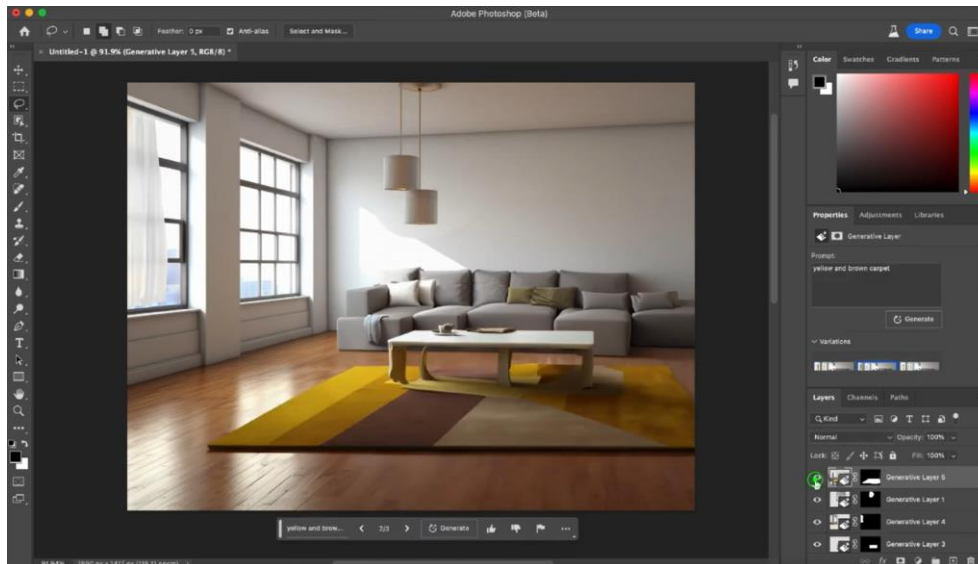 Adobe Photoshop (Beta)
Feather: 0 px
Anti-alias
Select and Mask...
Share
Untitled-1 @ 91.9% (Generative Layer 5, RGB/8) *
Color Swatches Gradients Patterns
Properties Adjustments Libraries
Generative Layer
Prompt:
yellow and brown carpet
Generate
Variations
Layers Channels Paths
Kind
Normal
Opacity: 100%
Lock:
Fill: 100%
Generative Layer 5
Generative Layer 1
Generative Layer 4
Generative Layer 3
yellow and brow...
2/3
Generate